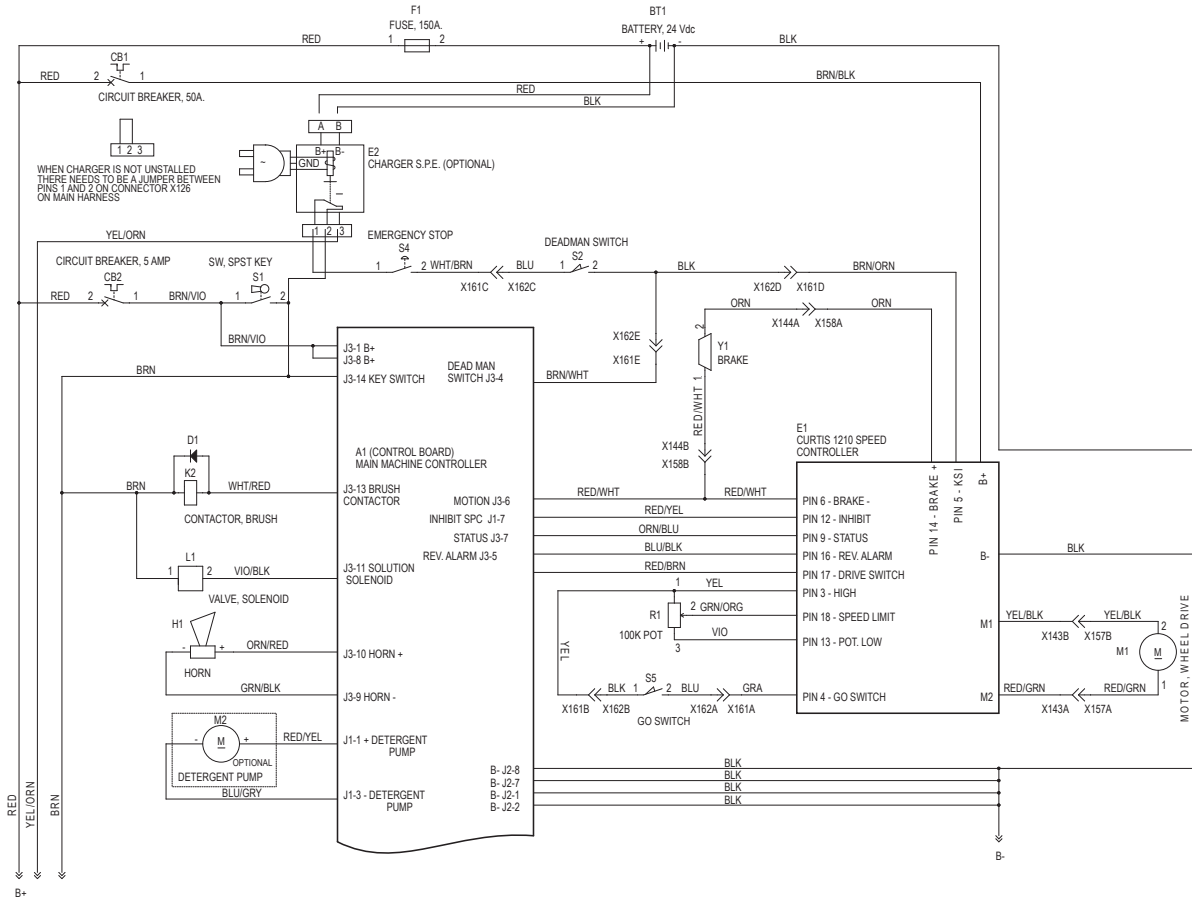 F1
FUSE, 150A.
RED
1
2
BT1
BATTERY, 24 Vdc
+
-
BLK
CB1
RED
2
1
BRN/BLK
CIRCUIT BREAKER, 50A.
RED
BLK
A B
1 2 3
B+ B-
GND
~
E2
CHARGER S.P.E. (OPTIONAL)
WHEN CHARGER IS NOT UNSTALLED
THERE NEEDS TO BE A JUMPER BETWEEN
PINS 1 AND 2 ON CONNECTOR X126
ON MAIN HARNESS
YEL/ORN
1 2 3
EMERGENCY STOP
S4
1
2
WHT/BRN
X161C
BLU
X162C
DEADMAN SWITCH
S2
1
2
BLK
X162D
X161D
BRN/ORN
CIRCUIT BREAKER, 5 AMP
CB2
RED
2
1
BRN/VIO
SW, SPST KEY
S1
1
2
ORN
X144A
X158A
ORN
BRN/VIO
J3-1 B+
J3-8 B+
BRN
J3-14 KEY SWITCH
DEAD MAN
SWITCH J3-4
BRN/WHT
X162E
X161E
2
Y1
BRAKE
RED/WHT 1
X144B
X158B
E1
CURTIS 1210 SPEED
CONTROLLER
D1
K2
BRN
WHT/RED
CONTACTOR, BRUSH
A1 (CONTROL BOARD)
MAIN MACHINE CONTROLLER
J3-13 BRUSH
CONTACTOR
MOTION J3-6
RED/WHT
RED/WHT
PIN 6 - BRAKE -
PIN 14 - BRAKE +
PIN 5 - KSI
B+
INHIBIT SPC J1-7
RED/YEL
PIN 12 - INHIBIT
STATUS J3-7
ORN/BLU
PIN 9 - STATUS
REV. ALARM J3-5
BLU/BLK
PIN 16 - REV. ALARM
B-
BLK
L1
1
2
VIO/BLK
VALVE, SOLENOID
J3-11 SOLUTION
SOLENOID
RED/BRN
PIN 17 - DRIVE SWITCH
1
YEL
PIN 3 - HIGH
R1
2 GRN/ORG
PIN 18 - SPEED LIMIT
100K POT
VIO
3
PIN 13 - POT. LOW
YEL
M1
YEL/BLK
X143B
X157B
YEL/BLK
2
M1
M
1
MOTOR, WHEEL DRIVE
H1
-
+
ORN/RED
HORN
J3-10 HORN +
GRN/BLK
J3-9 HORN -
X161B
BLK
X162B
1
S5
2
BLU
X162A
X161A
GRA
GO SWITCH
PIN 4 - GO SWITCH
M2
RED/GRN
X143A
X157A
RED/GRN
M2
-
M
+
OPTIONAL
DETERGENT PUMP
RED/YEL
J1-1 + DETERGENT
PUMP
BLU/GRY
J1-3 - DETERGENT
PUMP
B- J2-8
BLK
B- J2-7
BLK
B- J2-1
BLK
B- J2-2
BLK
B-
RED
YEL/ORN
BRN
B+